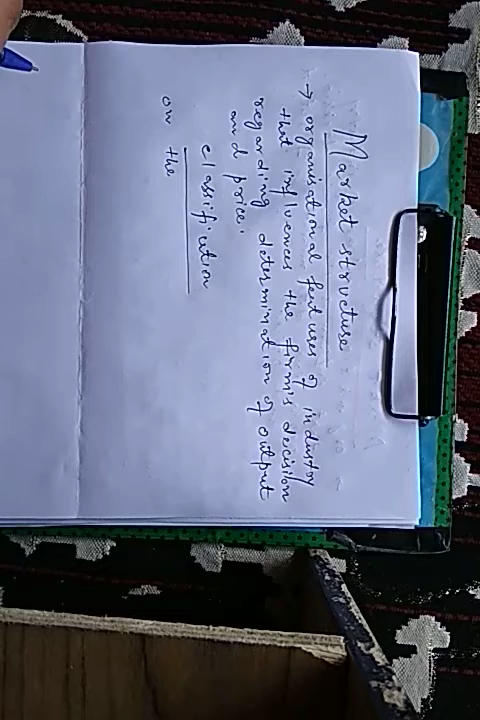 Market structure
→ organisational features of industry
that influences the firm's decision
regarding determination of output
and price.
classification
on the